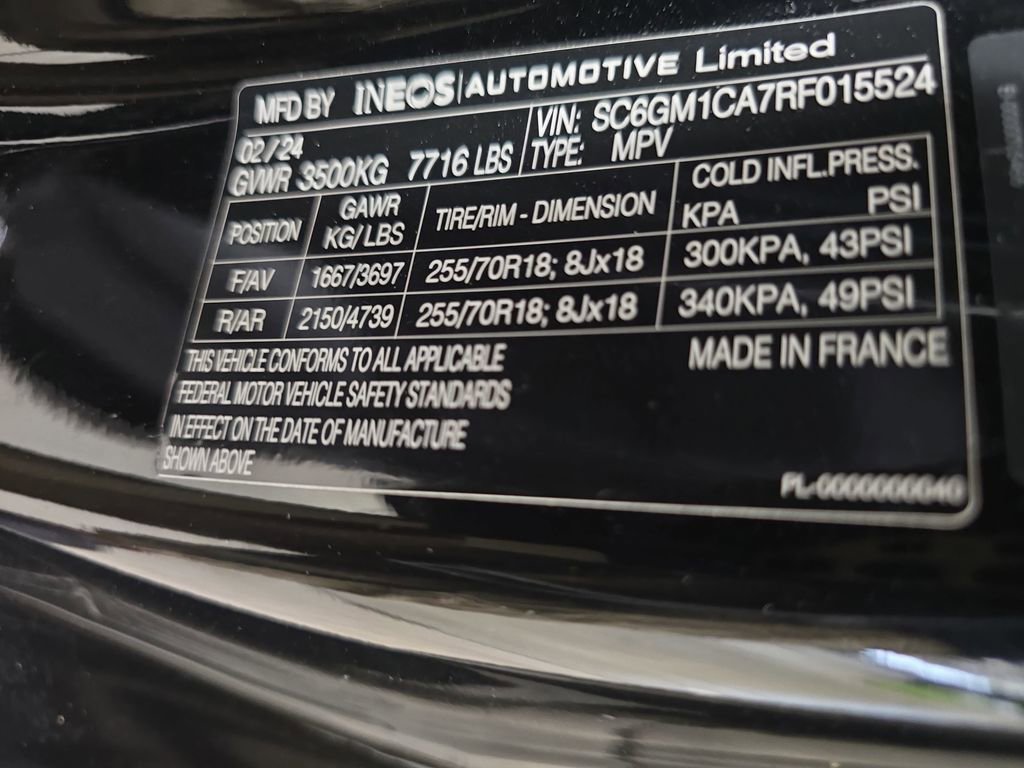 MFD BY INEOS|AUTOMOTIVE Limited
02/24 VIN: SC6GM1CA7RF015524
GVWR 3500KG 7716 LBS TYPE: MPV
POSITION GAWR KG/LBS TIRE/RIM - DIMENSION COLD INFL.PRESS. KPA PSI
F/AV 1667/3697 255/70R18; 8Jx18 300KPA, 43PSI
R/AR 2150/4739 255/70R18; 8Jx18 340KPA, 49PSI
THIS VEHICLE CONFORMS TO ALL APPLICABLE MADE IN FRANCE
FEDERAL MOTOR VEHICLE SAFETY STANDARDS
IN EFFECT ON THE DATE OF MANUFACTURE
SHOWN ABOVE
PL-0000000040